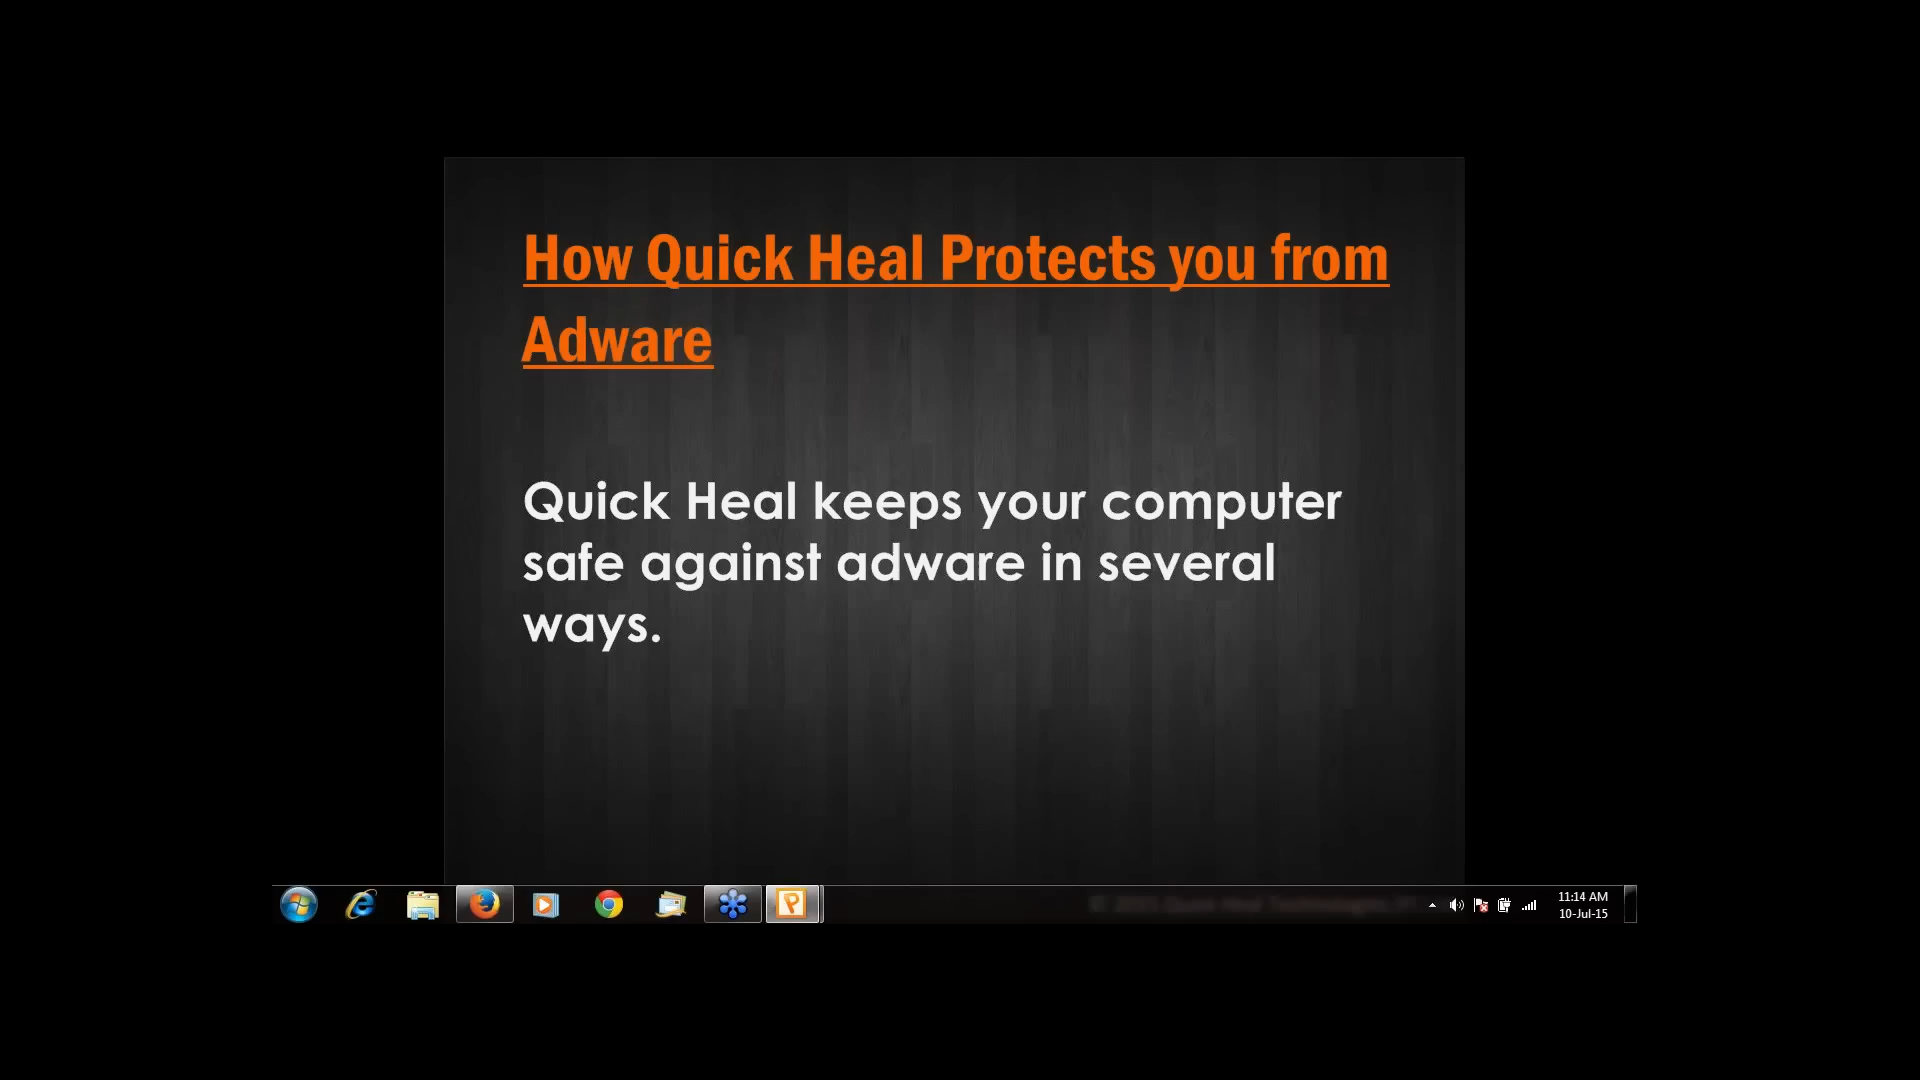 How Quick Heal Protects you from
Adware
Quick Heal keeps your computer
safe against adware in several
ways.
11:14 AM
10-Jul-15